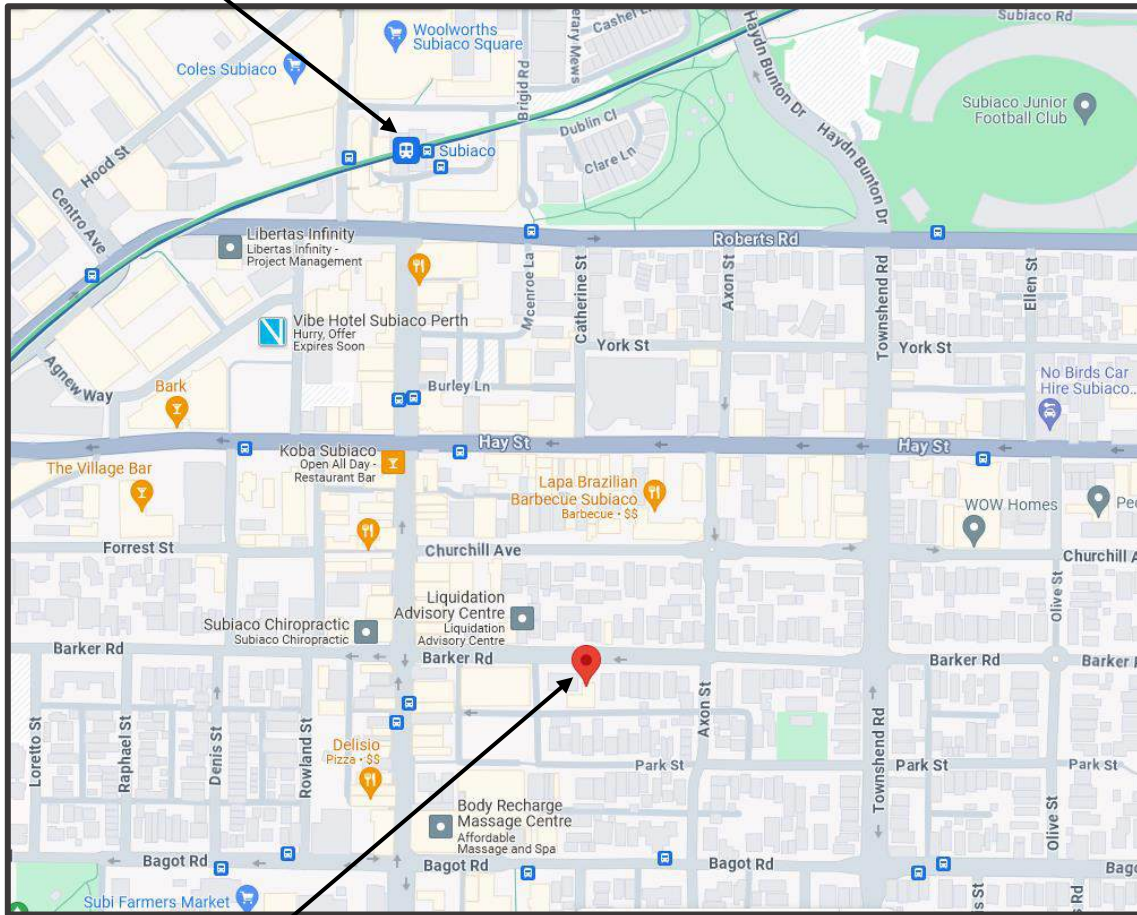 Subiaco Rd
Cashel L
erary Mews
Woolworths
Subiaco Square
Coles Subiaco
Brigid Rd
Haydn Bunton Dr
Haydn Bunton Dr
Subiaco Junior
Football Club
Dublin Cl
Clare Ln
Subiaco
Hood St
Centro Ave
Libertas Infinity
Libertas Infinity -
Project Management
Roberts Rd
Mcenroe La
Catherine St
Axon St
Townshend Rd
Ellen St
Vibe Hotel Subiaco Perth
Hurry, Offer
Expires Soon
York St
York St
Agnew Way
Bark
Burley Ln
No Birds Car
Hire Subiaco...
Hay St
Hay St
Koba Subiaco
Open All Day -
Restaurant Bar
The Village Bar
Lapa Brazilian
Barbecue Subiaco
Barbecue • $$
WOW Homes
Pec
Forrest St
Churchill Ave
Churchill A
Liquidation
Advisory Centre
Liquidation
Advisory Centre
Subiaco Chiropractic
Subiaco Chiropractic
Olive St
Barker Rd
Barker Rd
Barker Rd
Barker R
Loretto St
Raphael St
Denis St
Rowland St
Axon St
Townshend Rd
Delisio
Pizza • $$
Park St
Park St
Park St
Olive St
Body Recharge
Massage Centre
Affordable
Massage and Spa
Bagot Rd
Bagot Rd
Bagot Rd
Bago
Subi Farmers Market
s St
s Rd